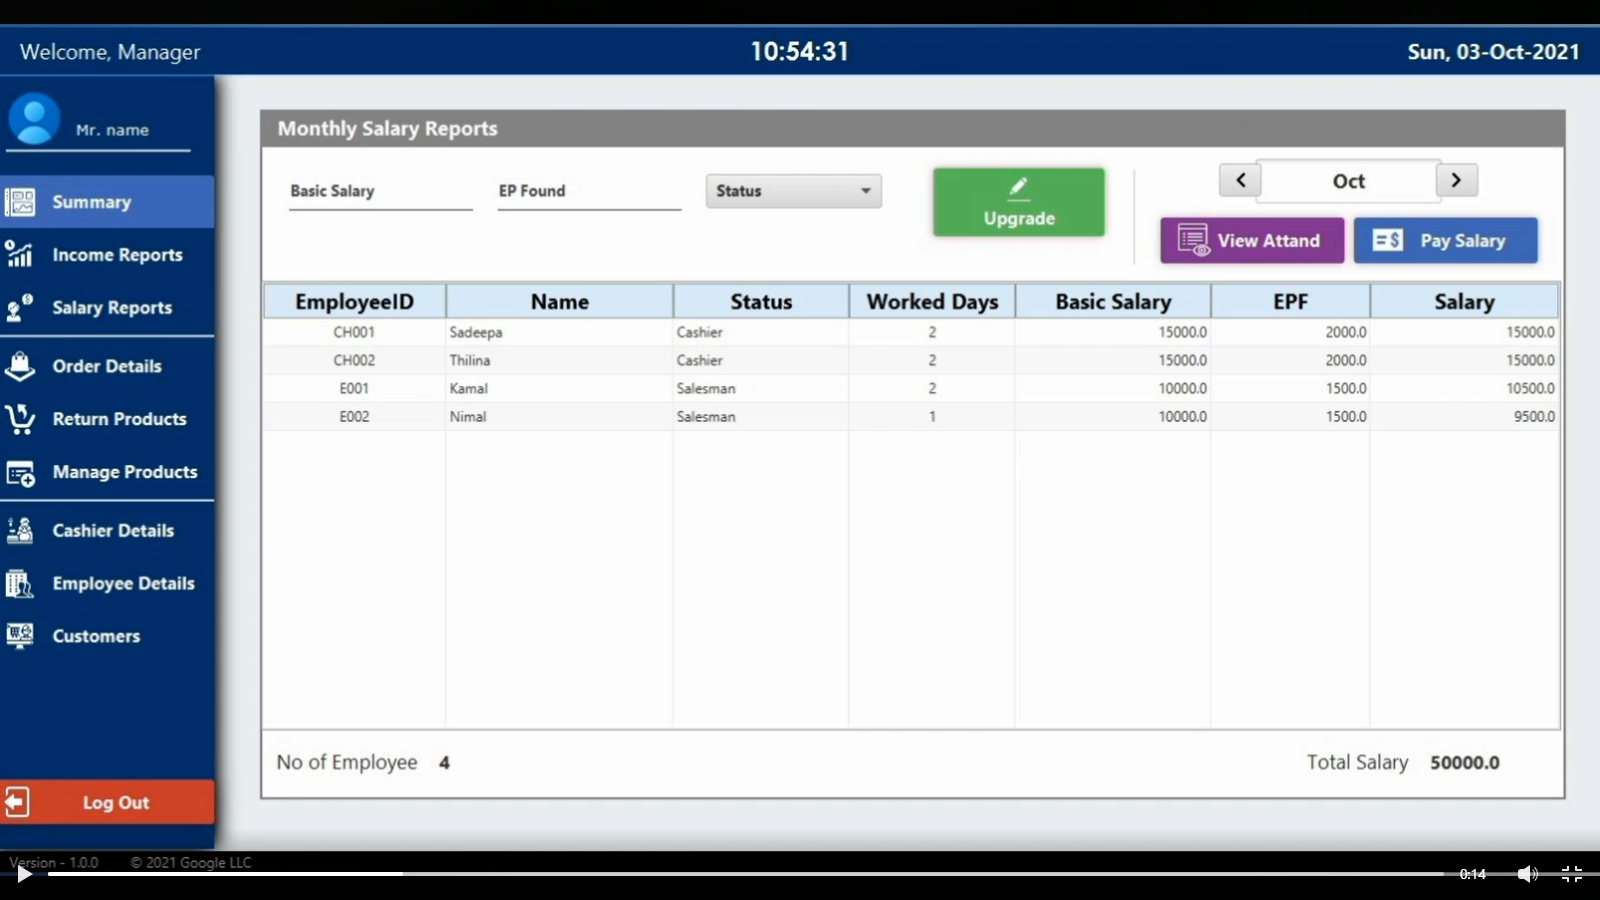 Welcome, Manager
10:54:31
Sun, 03-Oct-2021
Mr. name
Summary
Income Reports
Salary Reports
Order Details
Return Products
Manage Products
Cashier Details
Employee Details
Customers
Log Out
Monthly Salary Reports
Basic Salary
EP Found
Status
Upgrade
<
Oct
>
View Attand
Pay Salary
EmployeeID Name Status Worked Days Basic Salary EPF Salary
CH001 Sadeepa Cashier 2 15000.0 2000.0 15000.0
CH002 Thilina Cashier 2 15000.0 2000.0 15000.0
E001 Kamal Salesman 2 10000.0 1500.0 10500.0
E002 Nimal Salesman 1 10000.0 1500.0 9500.0
No of Employee 4
Total Salary 50000.0
Version - 1.0.0 © 2021 Google LLC
0:14